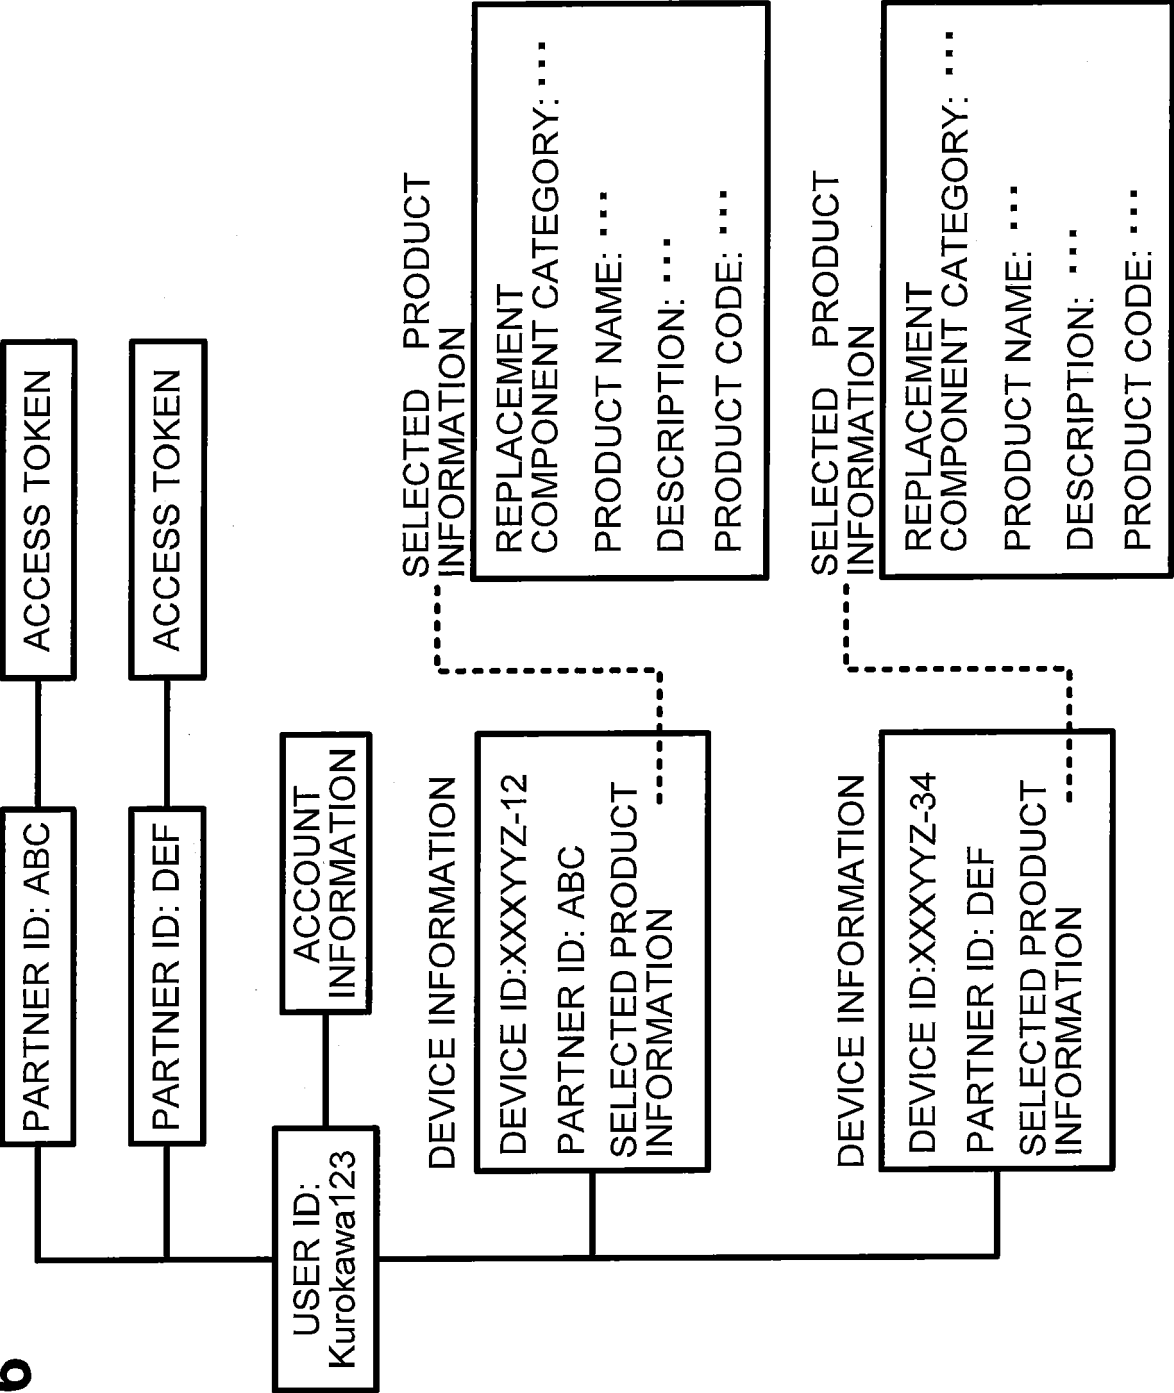 PARTNER ID: ABC
ACCESS TOKEN
PARTNER ID: DEF
ACCESS TOKEN
USER ID:
Kurokawa123
ACCOUNT
INFORMATION
DEVICE INFORMATION
DEVICE ID:XXXYYZ-12
PARTNER ID: ABC
SELECTED PRODUCT
INFORMATION
SELECTED PRODUCT
INFORMATION
REPLACEMENT
COMPONENT CATEGORY: ...
PRODUCT NAME: ...
DESCRIPTION: ...
PRODUCT CODE: ...
DEVICE INFORMATION
DEVICE ID:XXXYYZ-34
PARTNER ID: DEF
SELECTED PRODUCT
INFORMATION
SELECTED PRODUCT
INFORMATION
REPLACEMENT
COMPONENT CATEGORY: ...
PRODUCT NAME: ...
DESCRIPTION: ...
PRODUCT CODE: ...